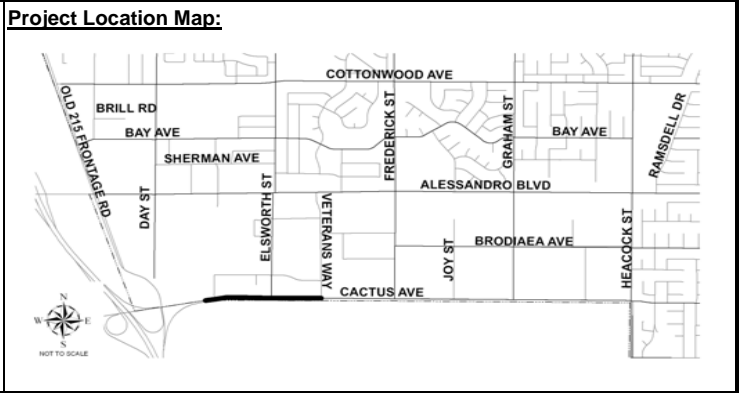 Project Location Map:
COTTONWOOD AVE
OLD 215 FRONTAGE RD
BRILL RD
FREDERICK ST
GRAHAM ST
RAMSDELL DR
BAY AVE
BAY AVE
SHERMAN AVE
ALESSANDRO BLVD
DAY ST
ELSWORTH ST
VETERANS WAY
JOY ST
BRODIAEA AVE
HEACOCK ST
CACTUS AVE
N
W E
S
NOT TO SCALE